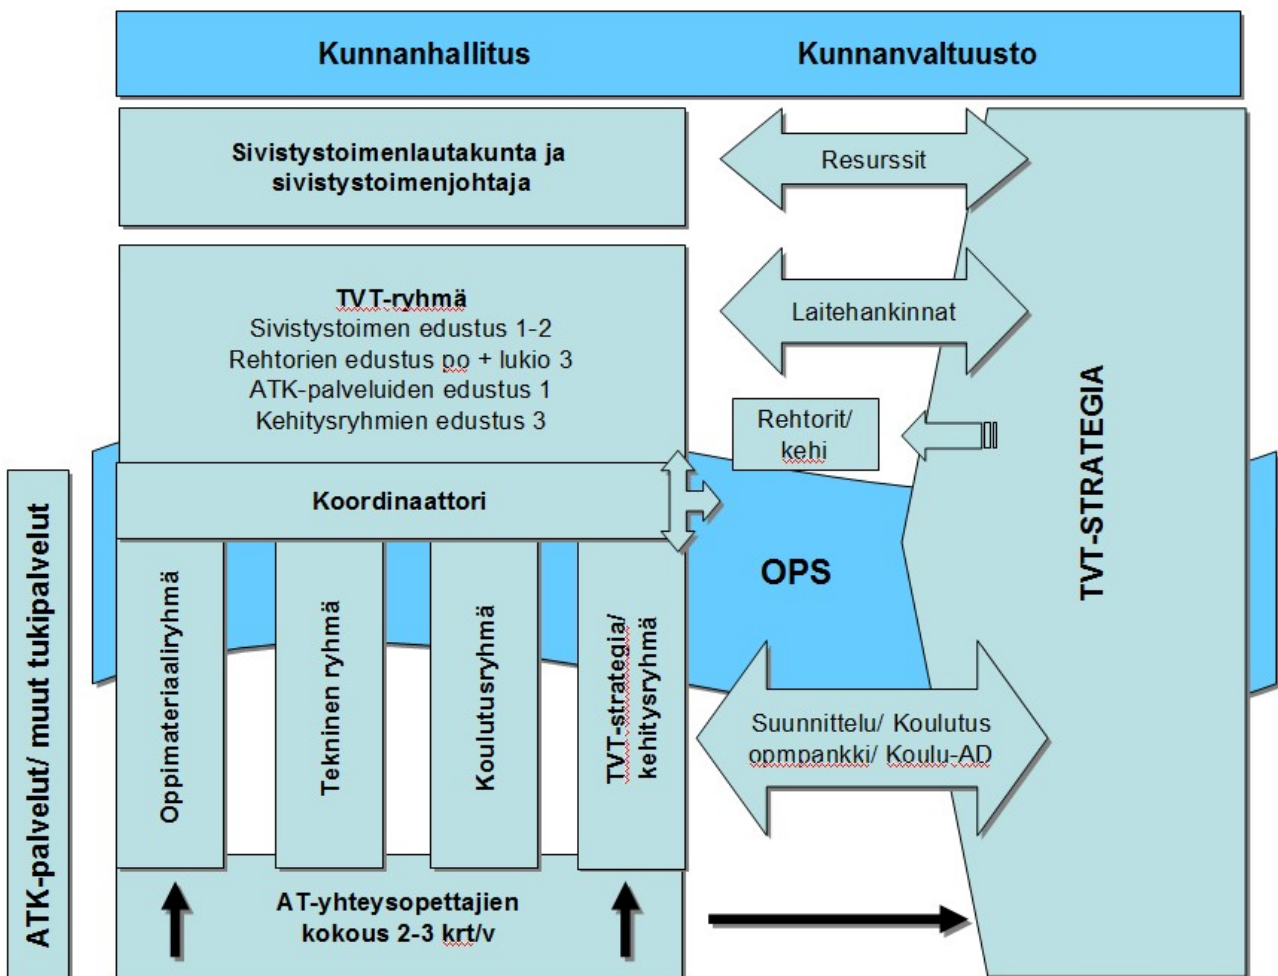 Kunnanhallitus
Kunnanvaltuusto
Sivistystoimenlautakunta ja
sivistystoimenjohtaja
Resurssit
TVT-ryhmä
Sivistystoimen edustus 1-2
Rehtorien edustus po + lukio 3
ATK-palveluiden edustus 1
Kehitysryhmien edustus 3
Laitehankinnat
Rehtorit/
kehi
Koordinaattori
OPS
TVT-STRATEGIA
ATK-palvelut/ muut tukipalvelut
Oppimateriaaliryhmä
Tekninen ryhmä
Koulutusryhmä
TVT-strategia/
kehitysryhmä
Suunnittelu/ Koulutus
opmpankki/ Koulu-AD
AT-yhteysopettajien
kokous 2-3 krt/v